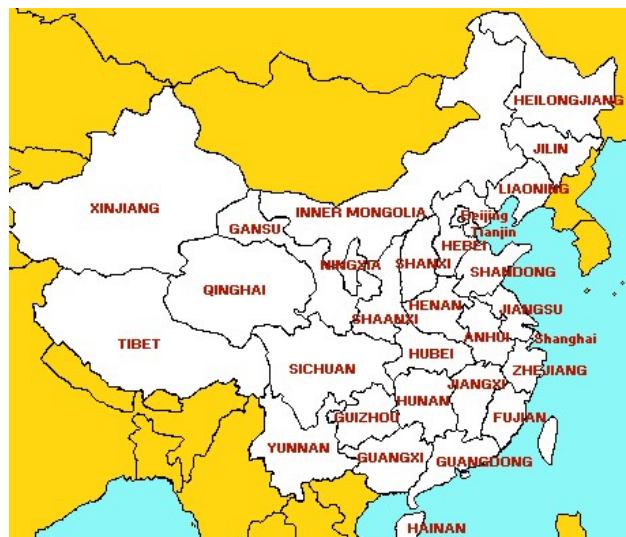 HEILONGJIANG
JILIN
LIAONING
XINJIANG
INNER MONGOLIA
Beijing
GANSU
Tianjin
HEBEI
NINGXIA
SHANXI
SHANDONG
QINGHAI
HENAN
JIANGSU
SHAANXI
TIBET
ANHUI
Shanghai
HUBEI
SICHUAN
ZHEJIANG
JIANGXI
HUNAN
GUIZHOU
FUJIAN
YUNNAN
GUANGXI
GUANGDONG
HAINAN